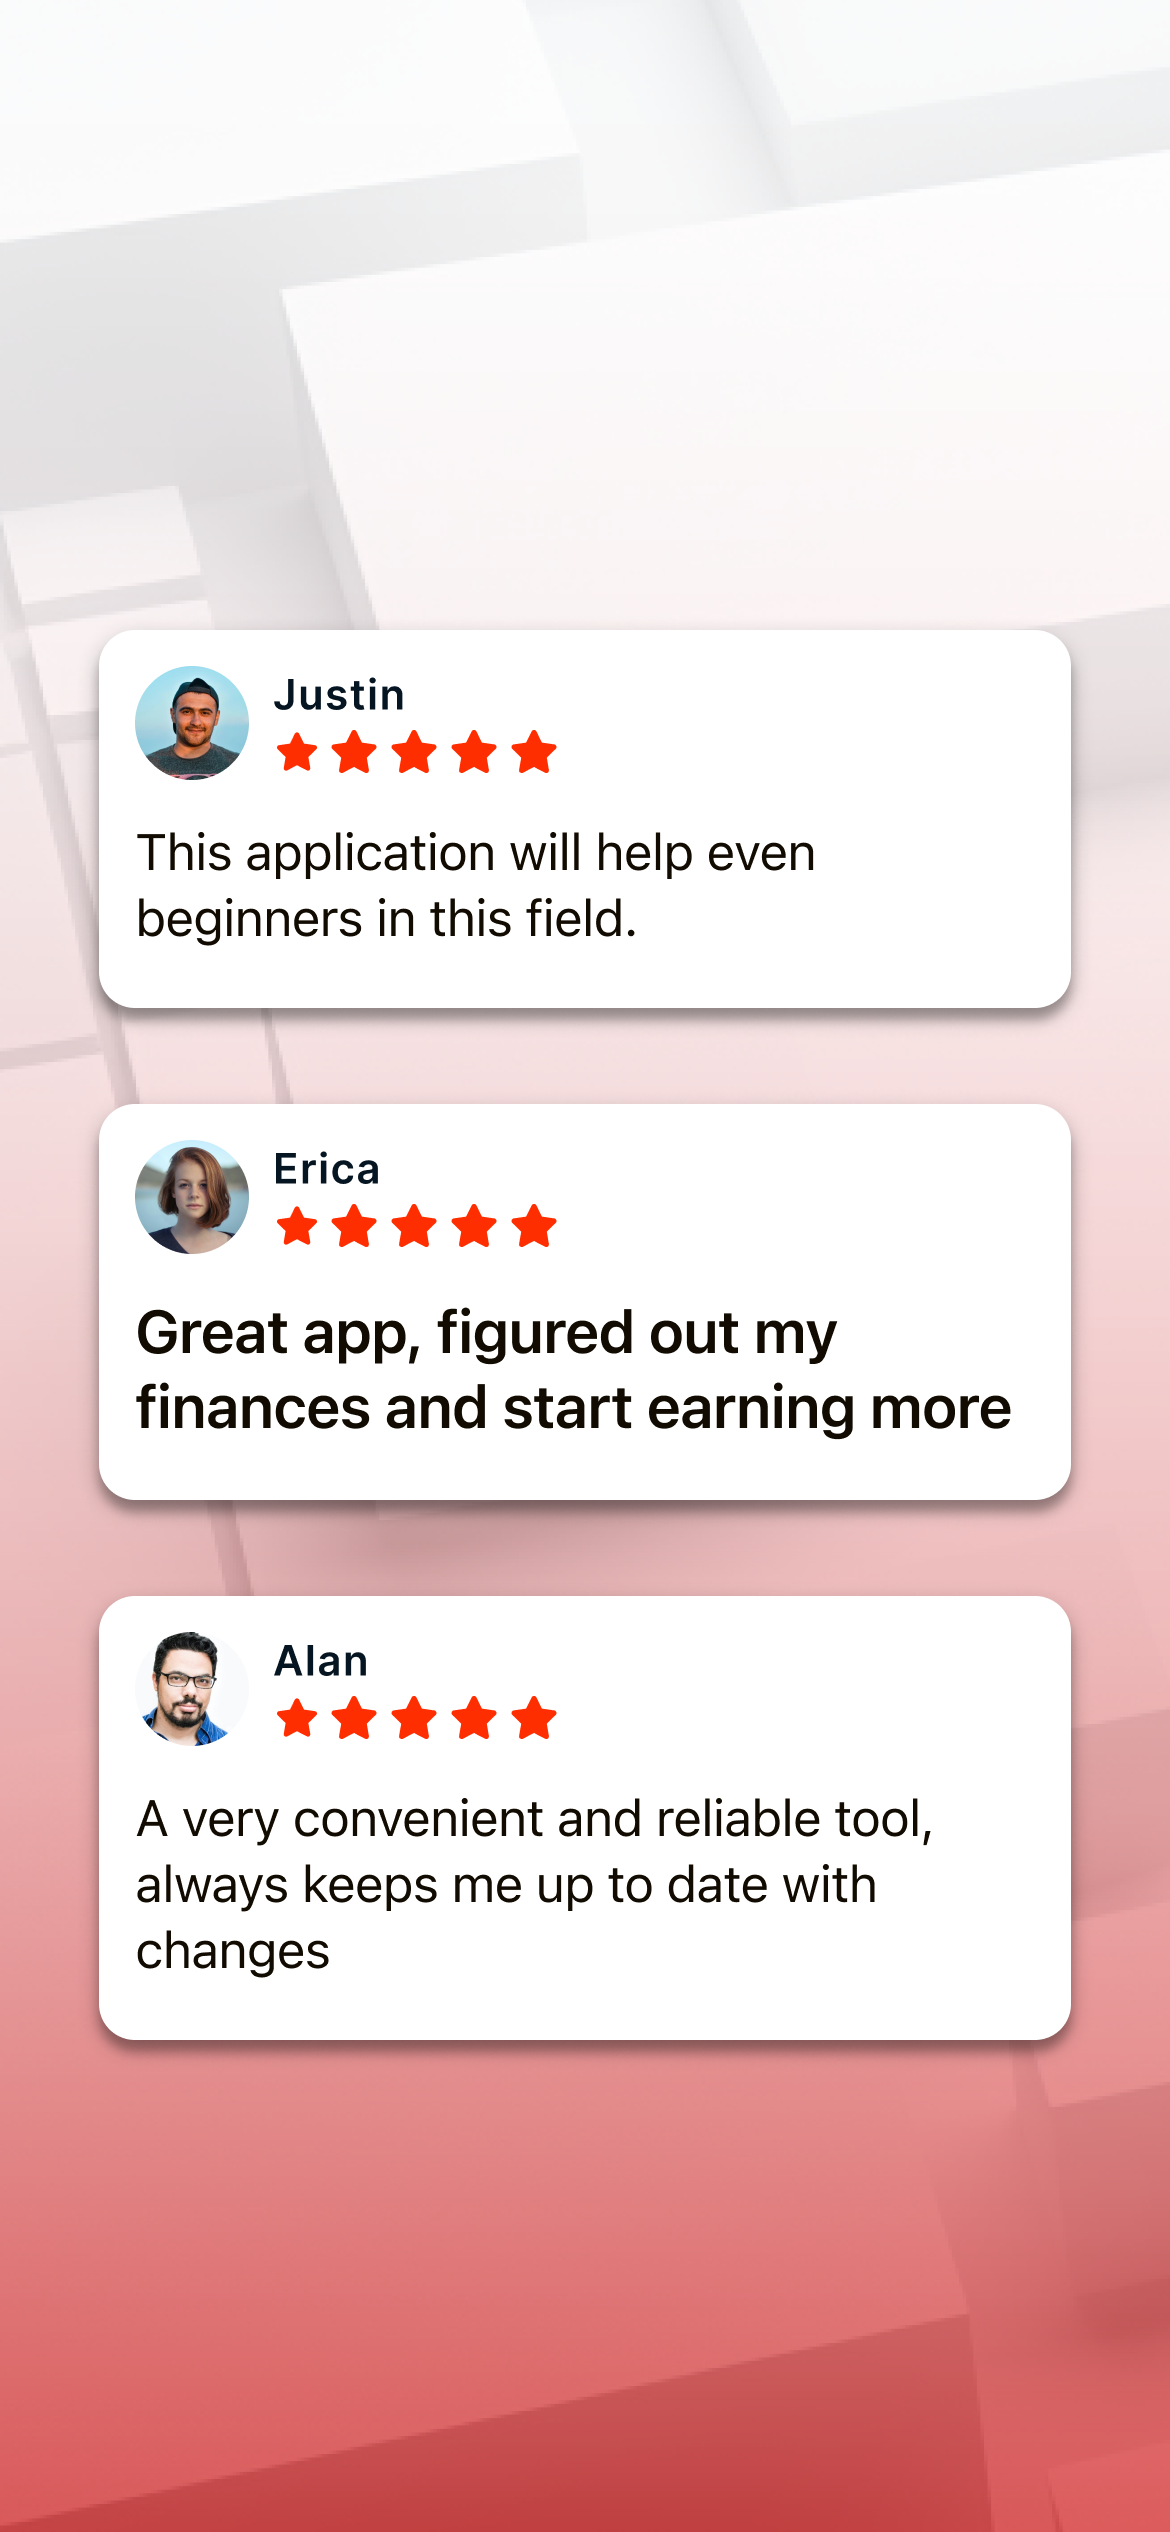 Justin
This application will help even
beginners in this field.
Erica
Great app, figured out my
finances and start earning more
Alan
A very convenient and reliable tool,
always keeps me up to date with
changes